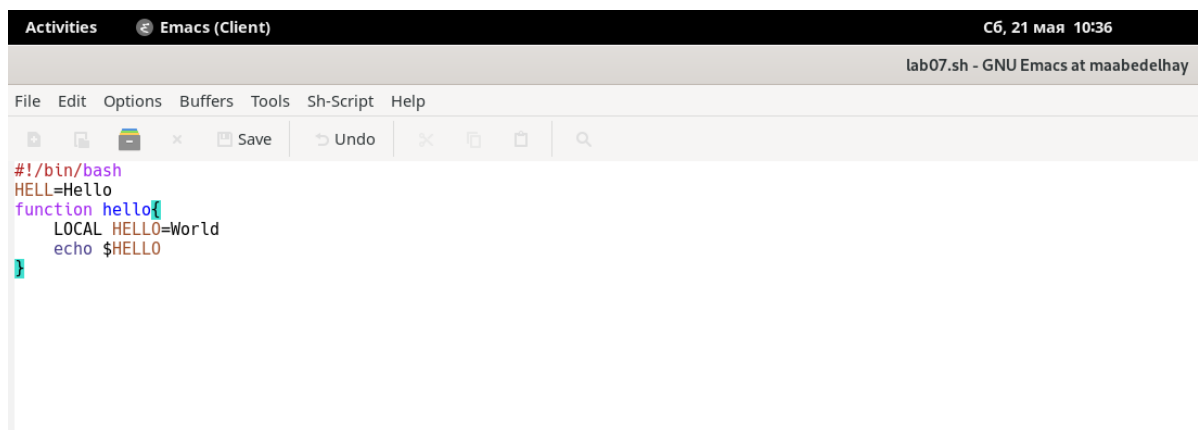 Activities Emacs (Client) Сб, 21 мая 10:36
lab07.sh - GNU Emacs at maabedelhay
File Edit Options Buffers Tools Sh-Script Help
Save Undo
#!/bin/bash
HELL=Hello
function hello{
    LOCAL HELLO=World
    echo $HELLO
}